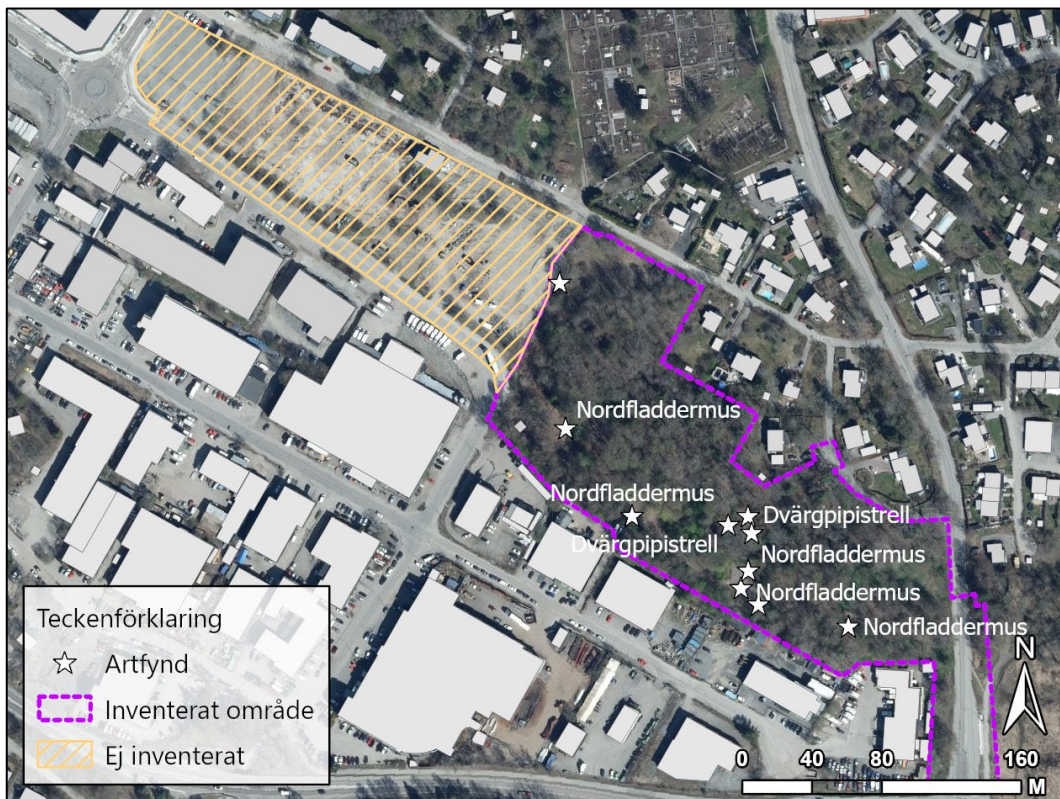 Nordfladdermus
Nordfladdermus
Dvärgpipistrell
Dvärgpipistrell
Nordfladdermus
Nordfladdermus
Nordfladdermus
Teckenförklaring
Artfynd
Inventerat område
Ej inventerat
N
0 40 80 160
M